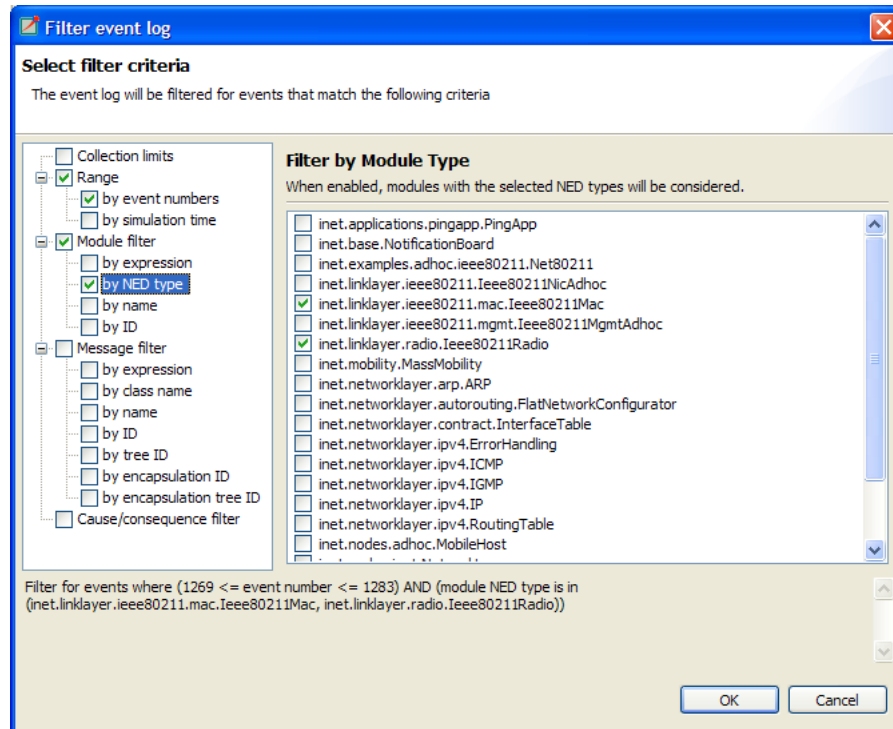 Filter event log
Select filter criteria
The event log will be filtered for events that match the following criteria
Collection limits
Range
by event numbers
by simulation time
Module filter
by expression
by NED type
by name
by ID
Message filter
by expression
by class name
by name
by ID
by tree ID
by encapsulation ID
by encapsulation tree ID
Cause/consequence filter
Filter by Module Type
When enabled, modules with the selected NED types will be considered.
inet.applications.pingapp.PingApp
inet.base.NotificationBoard
inet.examples.adhoc.ieee80211.Net80211
inet.linklayer.ieee80211.Ieee80211NicAdhoc
inet.linklayer.ieee80211.mac.Ieee80211Mac
inet.linklayer.ieee80211.mgmt.Ieee80211MgmtAdhoc
inet.linklayer.radio.Ieee80211Radio
inet.mobility.MassMobility
inet.networklayer.arp.ARP
inet.networklayer.autorouting.FlatNetworkConfigurator
inet.networklayer.contract.InterfaceTable
inet.networklayer.ipv4.ErrorHandling
inet.networklayer.ipv4.ICMP
inet.networklayer.ipv4.IGMP
inet.networklayer.ipv4.IP
inet.networklayer.ipv4.RoutingTable
inet.nodes.adhoc.MobileHost
Filter for events where (1269 <= event number <= 1283) AND (module NED type is in
(inet.linklayer.ieee80211.mac.Ieee80211Mac, inet.linklayer.radio.Ieee80211Radio))
OK
Cancel